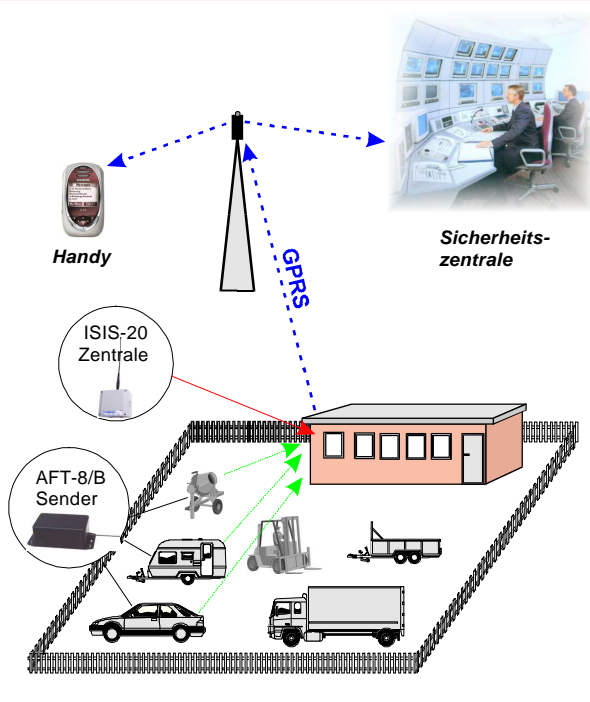 Handy
Sicherheits-
zentrale
GPRS
ISIS-20
Zentrale
AFT-8/B
Sender